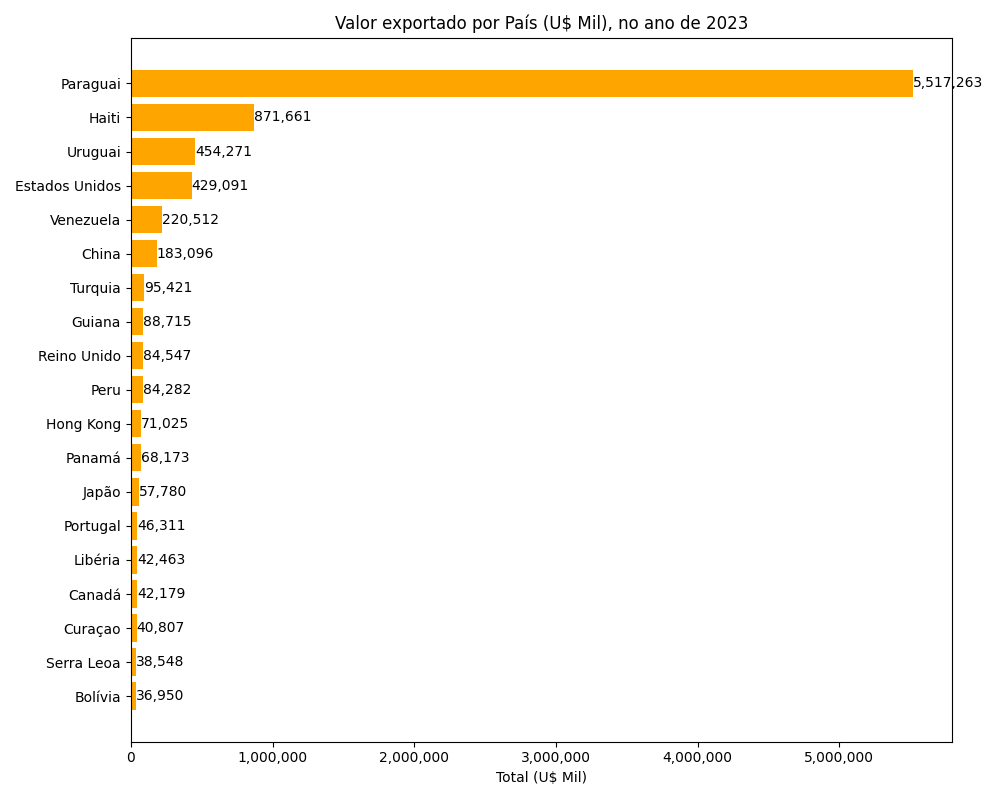 Valor exportado por País (U$ Mil), no ano de 2023
Paraguai 5,517,263
Haiti 871,661
Uruguai 454,271
Estados Unidos 429,091
Venezuela 220,512
China 183,096
Turquia 95,421
Guiana 88,715
Reino Unido 84,547
Peru 84,282
Hong Kong 71,025
Panamá 68,173
Japão 57,780
Portugal 46,311
Libéria 42,463
Canadá 42,179
Curaçao 40,807
Serra Leoa 38,548
Bolívia 36,950
0 1,000,000 2,000,000 3,000,000 4,000,000 5,000,000
Total (U$ Mil)